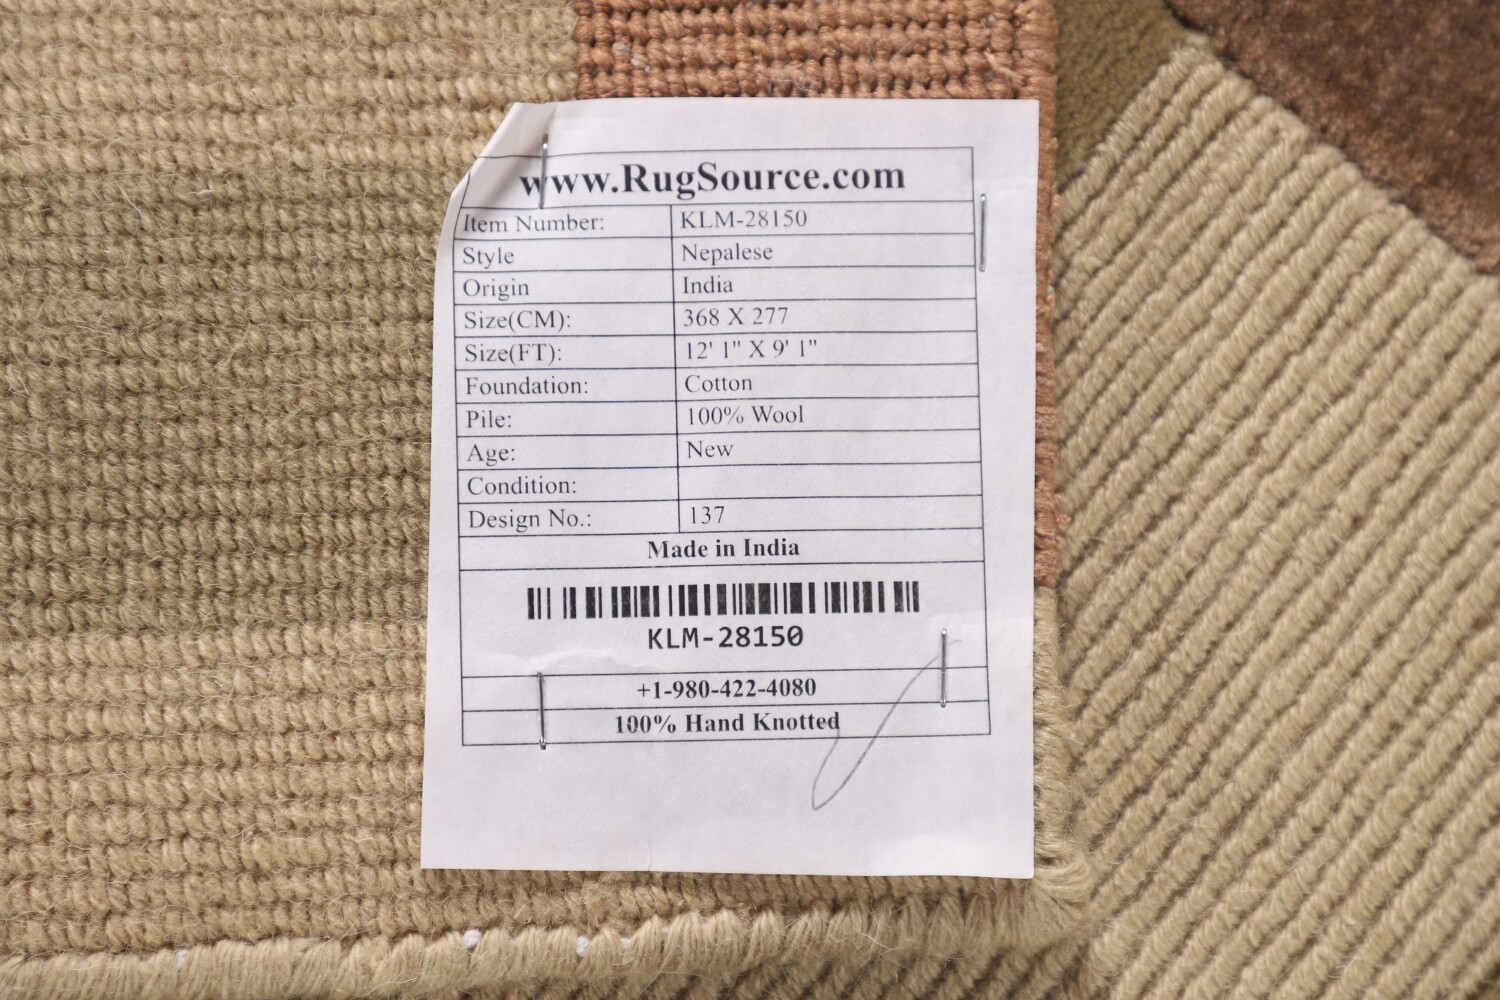 www.RugSource.com
Item Number: KLM-28150
Style Nepalese
Origin India
Size(CM): 368 X 277
Size(FT): 12' 1" X 9' 1"
Foundation: Cotton
Pile: 100% Wool
Age: New
Condition:
Design No.: 137
Made in India
KLM-28150
+1-980-422-4080
100% Hand Knotted